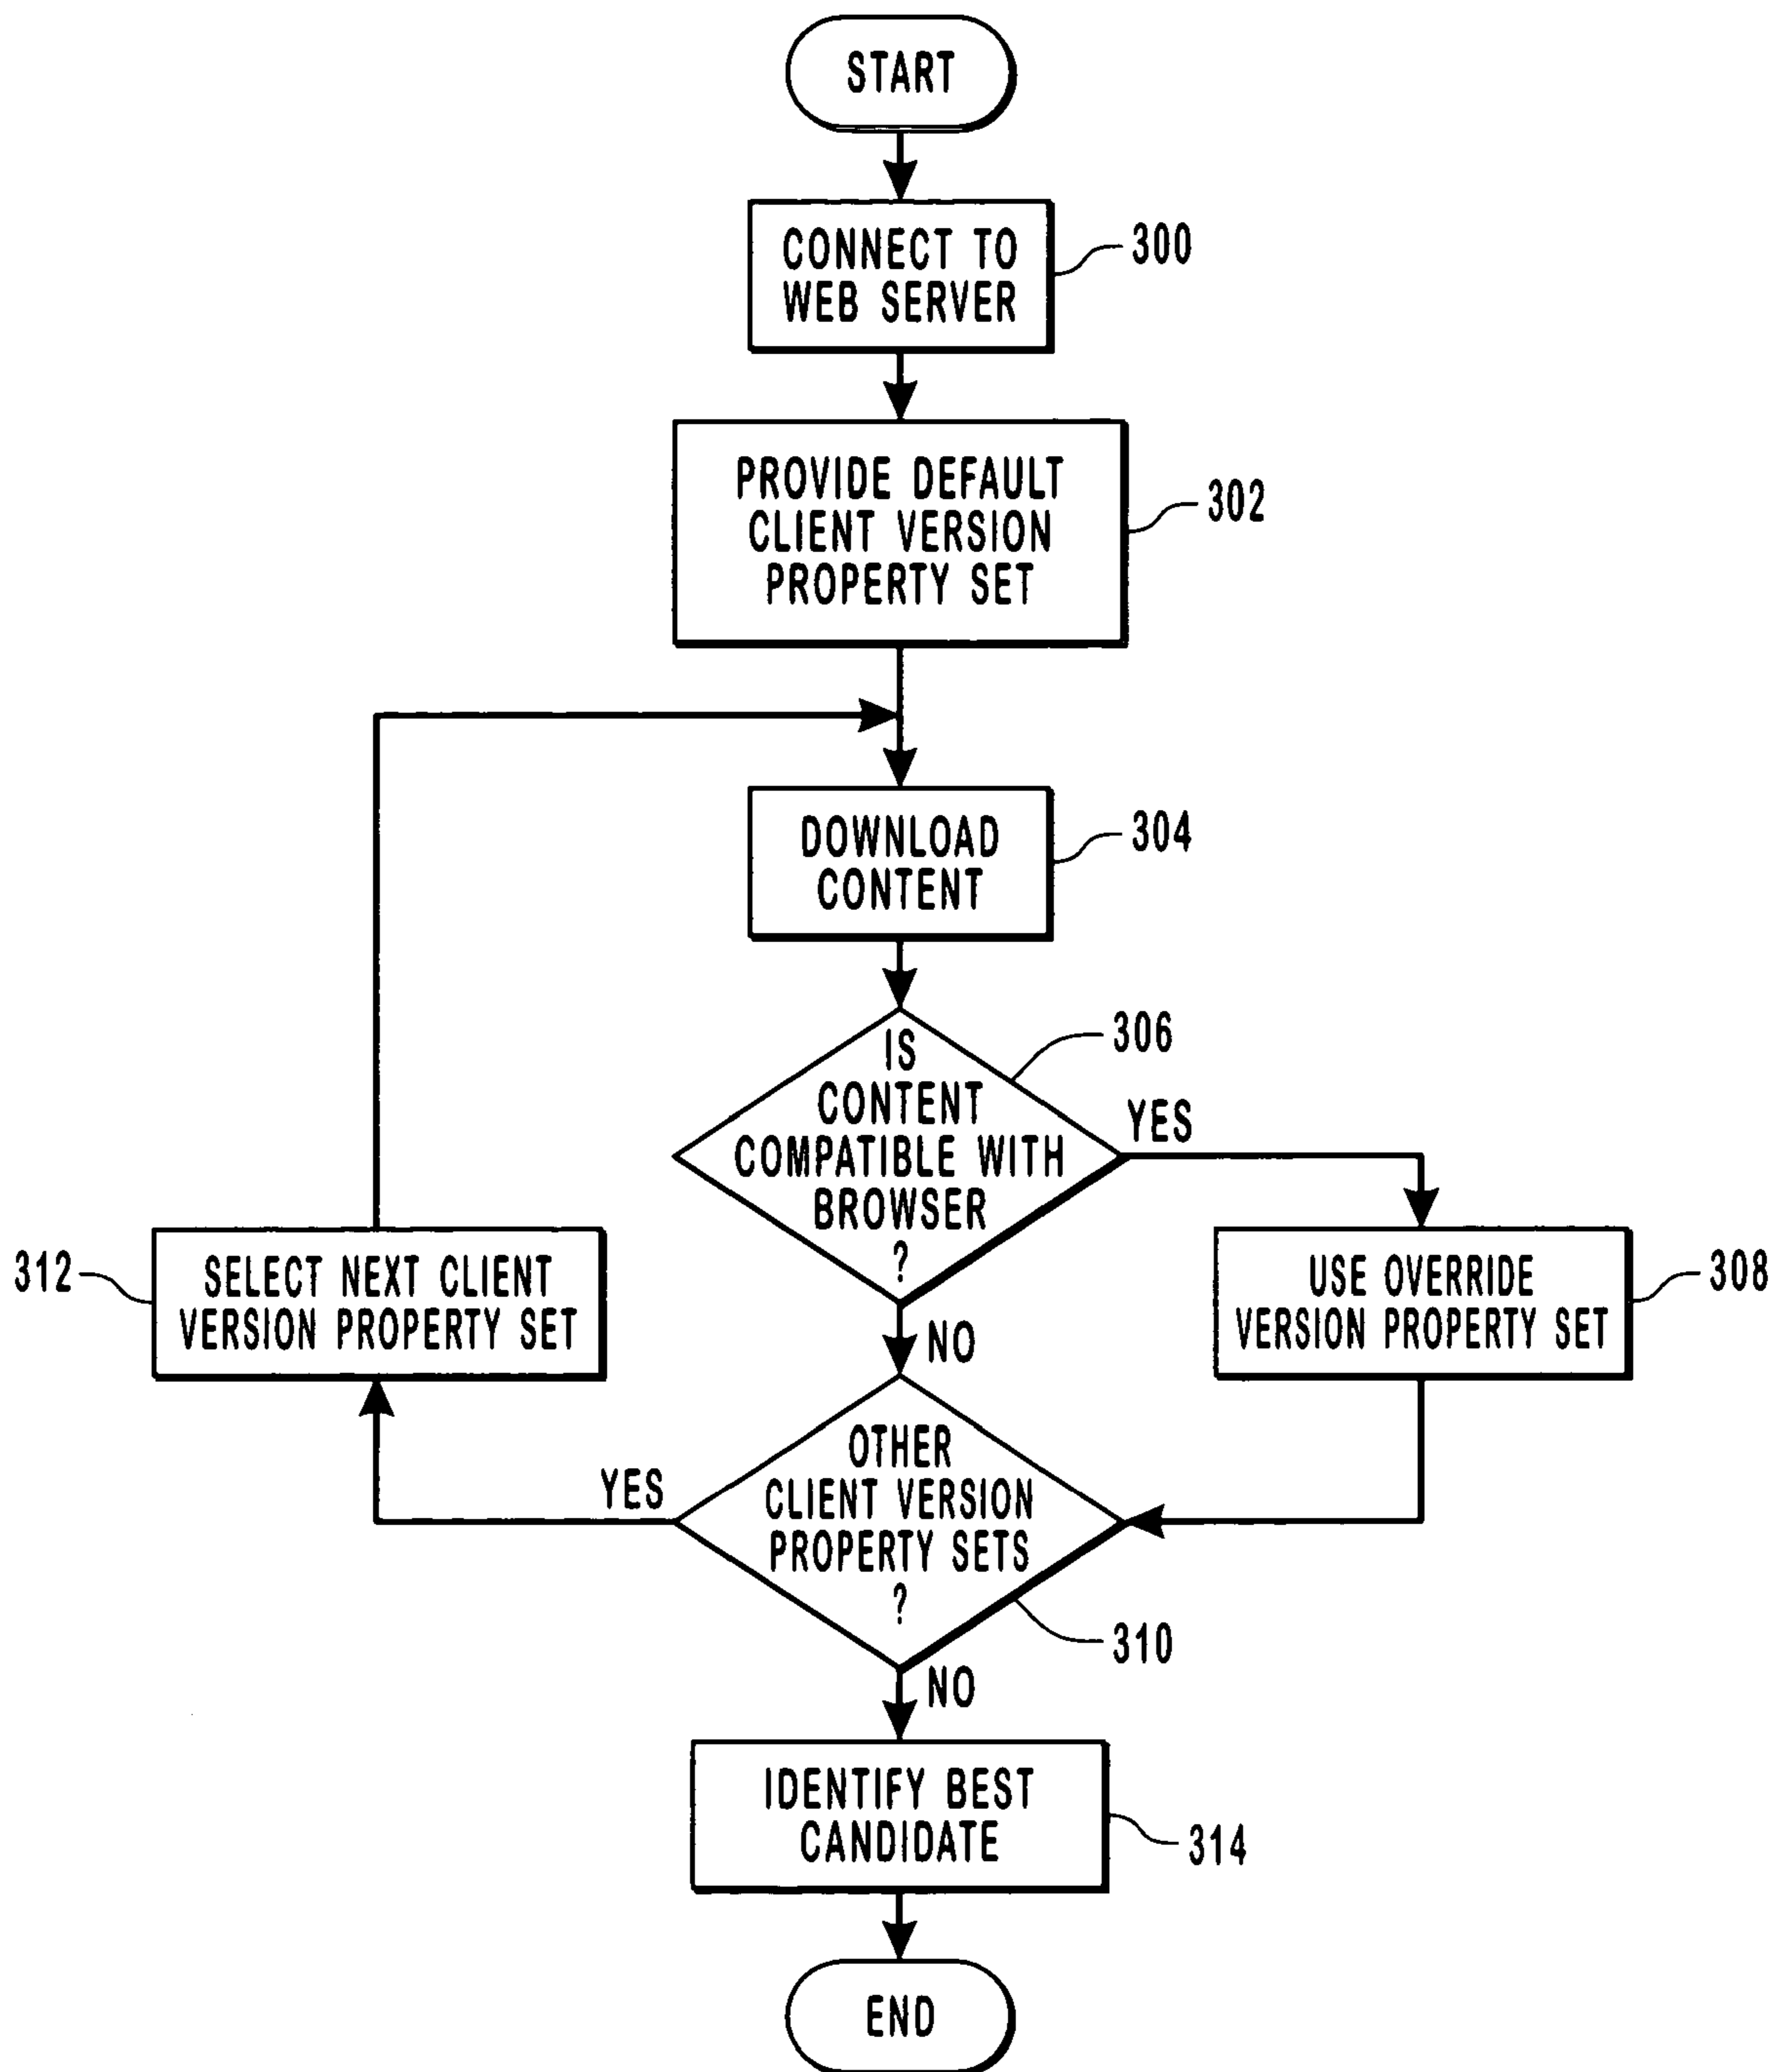 START
CONNECT TO
WEB SERVER
300
PROVIDE DEFAULT
CLIENT VERSION
PROPERTY SET
302
DOWNLOAD
CONTENT
304
IS
CONTENT
COMPATIBLE WITH
BROWSER
?
306
YES
NO
312
SELECT NEXT CLIENT
VERSION PROPERTY SET
USE OVERRIDE
VERSION PROPERTY SET
308
OTHER
CLIENT VERSION
PROPERTY SETS
?
YES
310
NO
IDENTIFY BEST
CANDIDATE
314
END